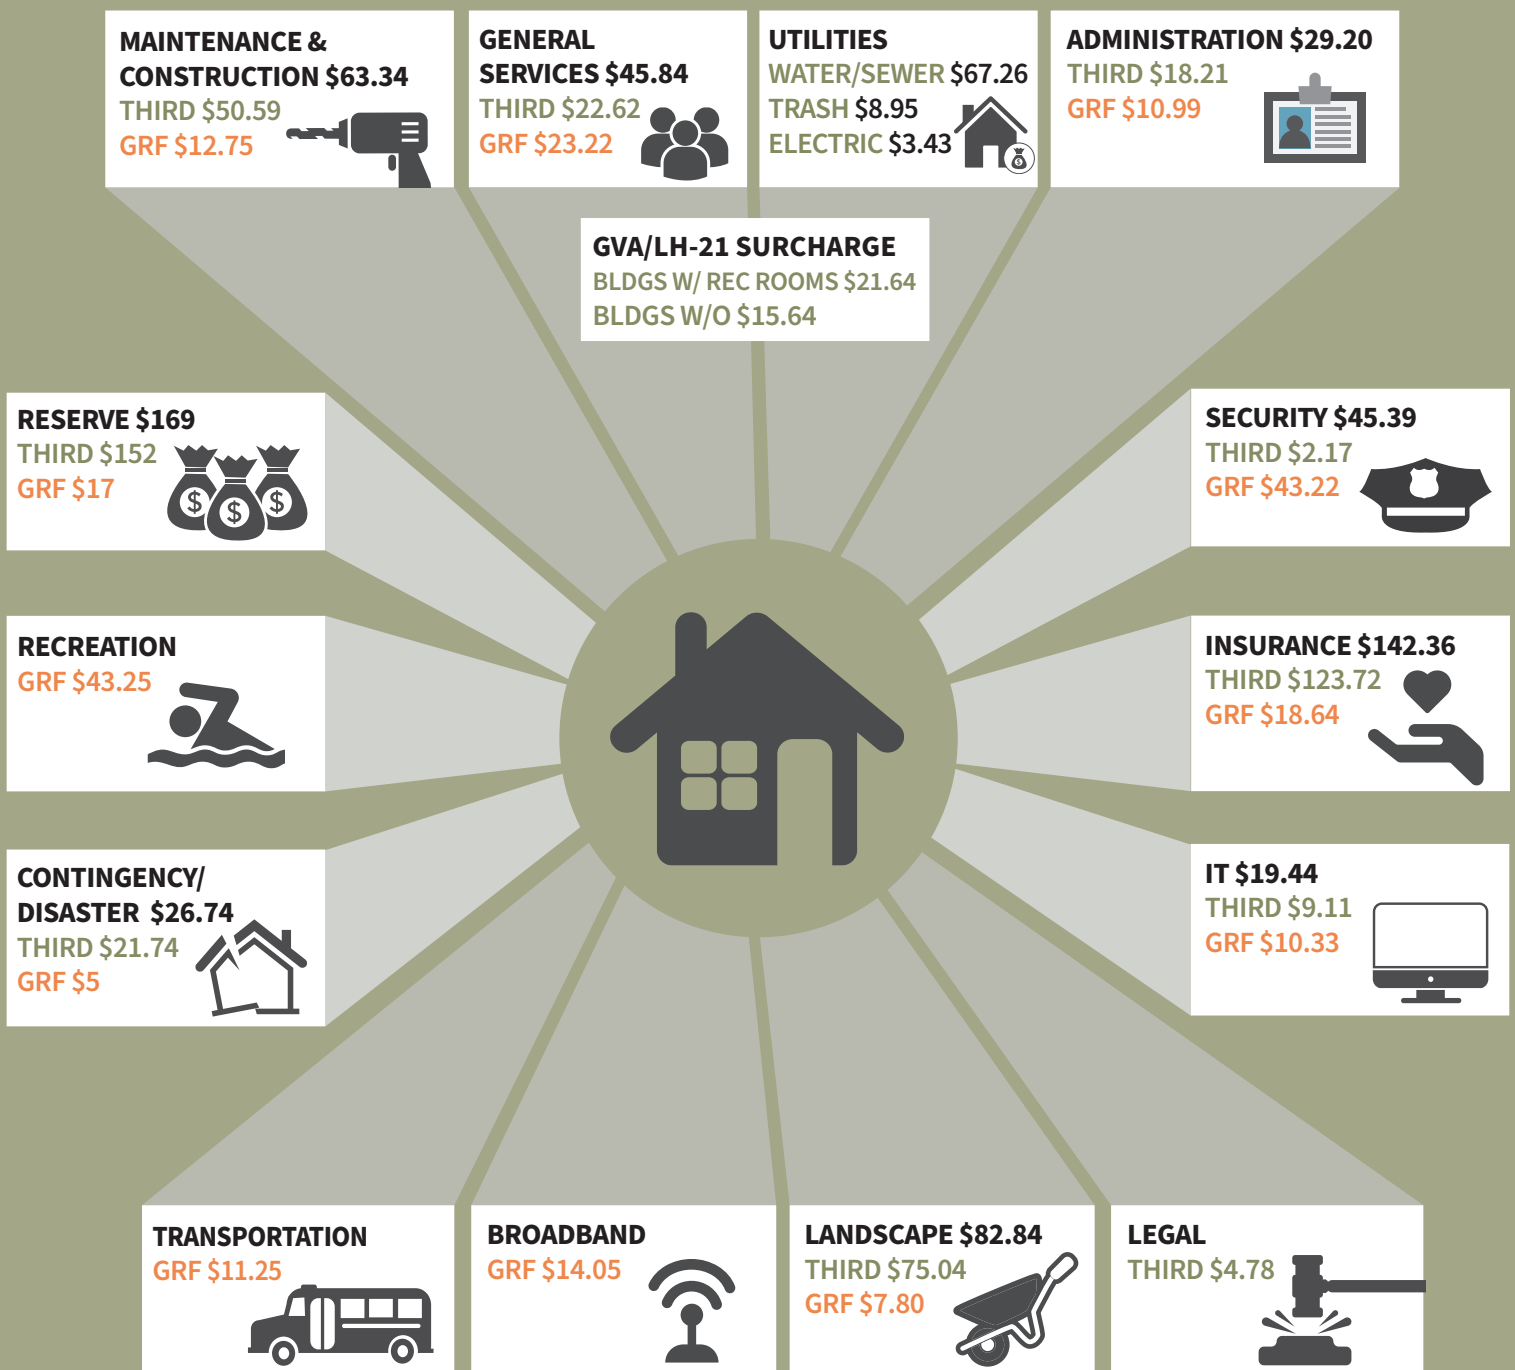 MAINTENANCE &
CONSTRUCTION $63.34
THIRD $50.59
GRF $12.75
GENERAL
SERVICES $45.84
THIRD $22.62
GRF $23.22
UTILITIES
WATER/SEWER $67.26
TRASH $8.95
ELECTRIC $3.43
$
ADMINISTRATION $29.20
THIRD $18.21
GRF $10.99
GVA/LH-21 SURCHARGE
BLDGS W/ REC ROOMS $21.64
BLDGS W/O $15.64
RESERVE $169
THIRD $152
GRF $17
$ $ $
SECURITY $45.39
THIRD $2.17
GRF $43.22
RECREATION
GRF $43.25
INSURANCE $142.36
THIRD $123.72
GRF $18.64
CONTINGENCY/
DISASTER $26.74
THIRD $21.74
GRF $5
IT $19.44
THIRD $9.11
GRF $10.33
TRANSPORTATION
GRF $11.25
BROADBAND
GRF $14.05
LANDSCAPE $82.84
THIRD $75.04
GRF $7.80
LEGAL
THIRD $4.78